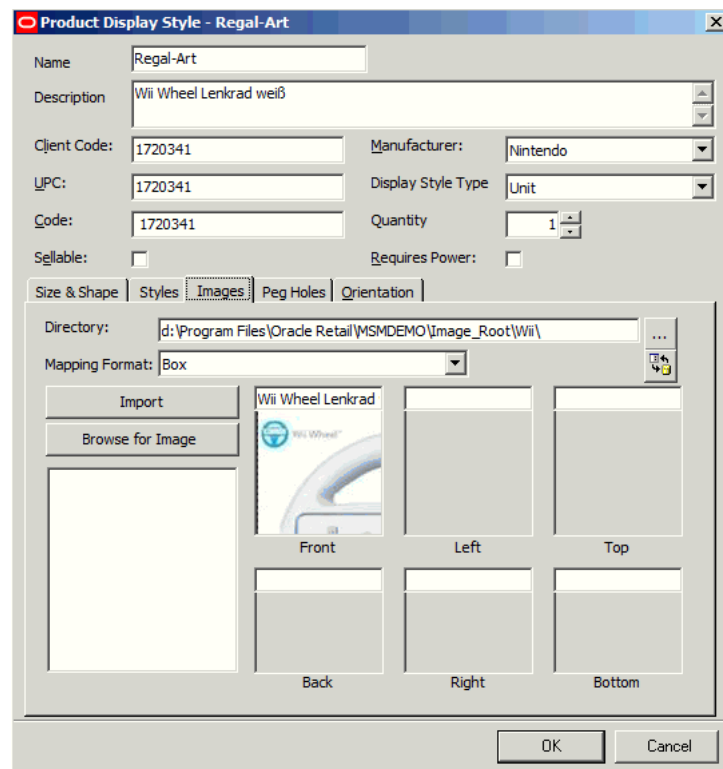 Product Display Style - Regal-Art
Name Regal-Art
Description Wii Wheel Lenkrad weiß
Client Code: 1720341 Manufacturer: Nintendo
UPC: 1720341 Display Style Type Unit
Code: 1720341 Quantity 1
Sellable: Requires Power:
Size & Shape Styles Images Peg Holes Orientation
Directory: d:\Program Files\Oracle Retail\MSMDEMO\Image_Root\Wii\ ...
Mapping Format: Box
Import Wii Wheel Lenkrad
Browse for Image Wii Wheel™
Front Left Top
Back Right Bottom
OK Cancel